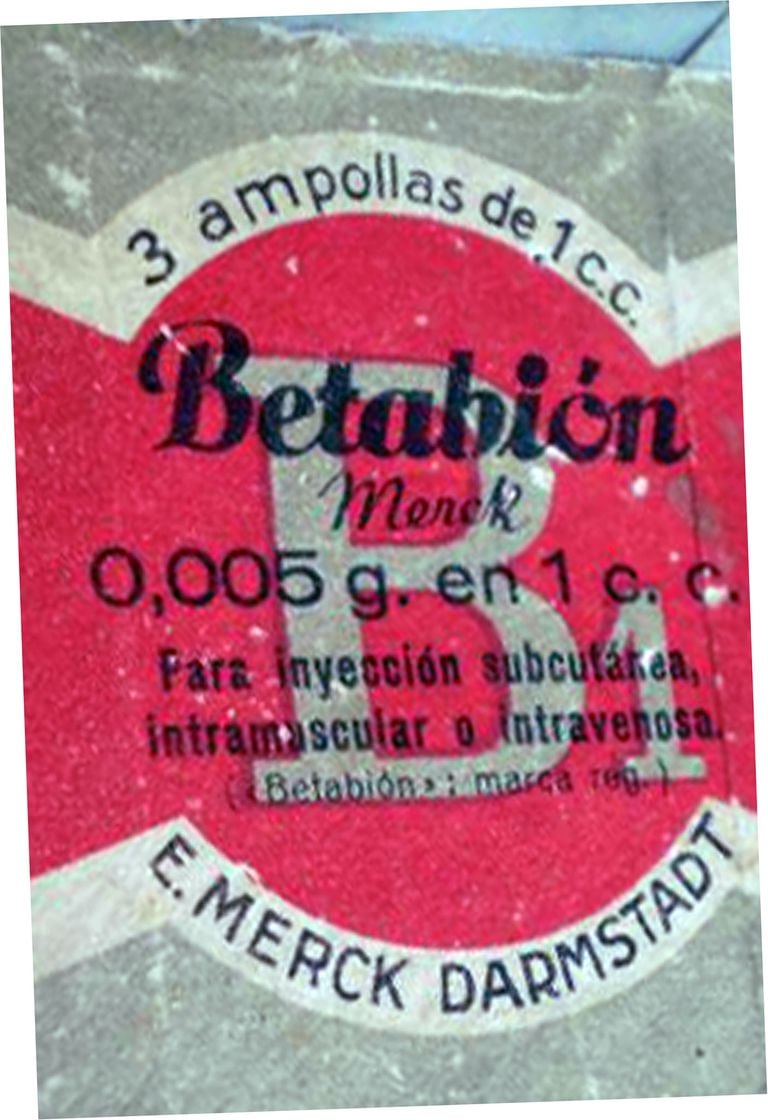 3 ampollas de 1 c.c.
Betabión
Merck
B1
0,005 g. en 1 c. c.
Para inyección subcutánea,
intramuscular o intravenosa.
(«Betabión» : marca reg.)
E. MERCK DARMSTADT